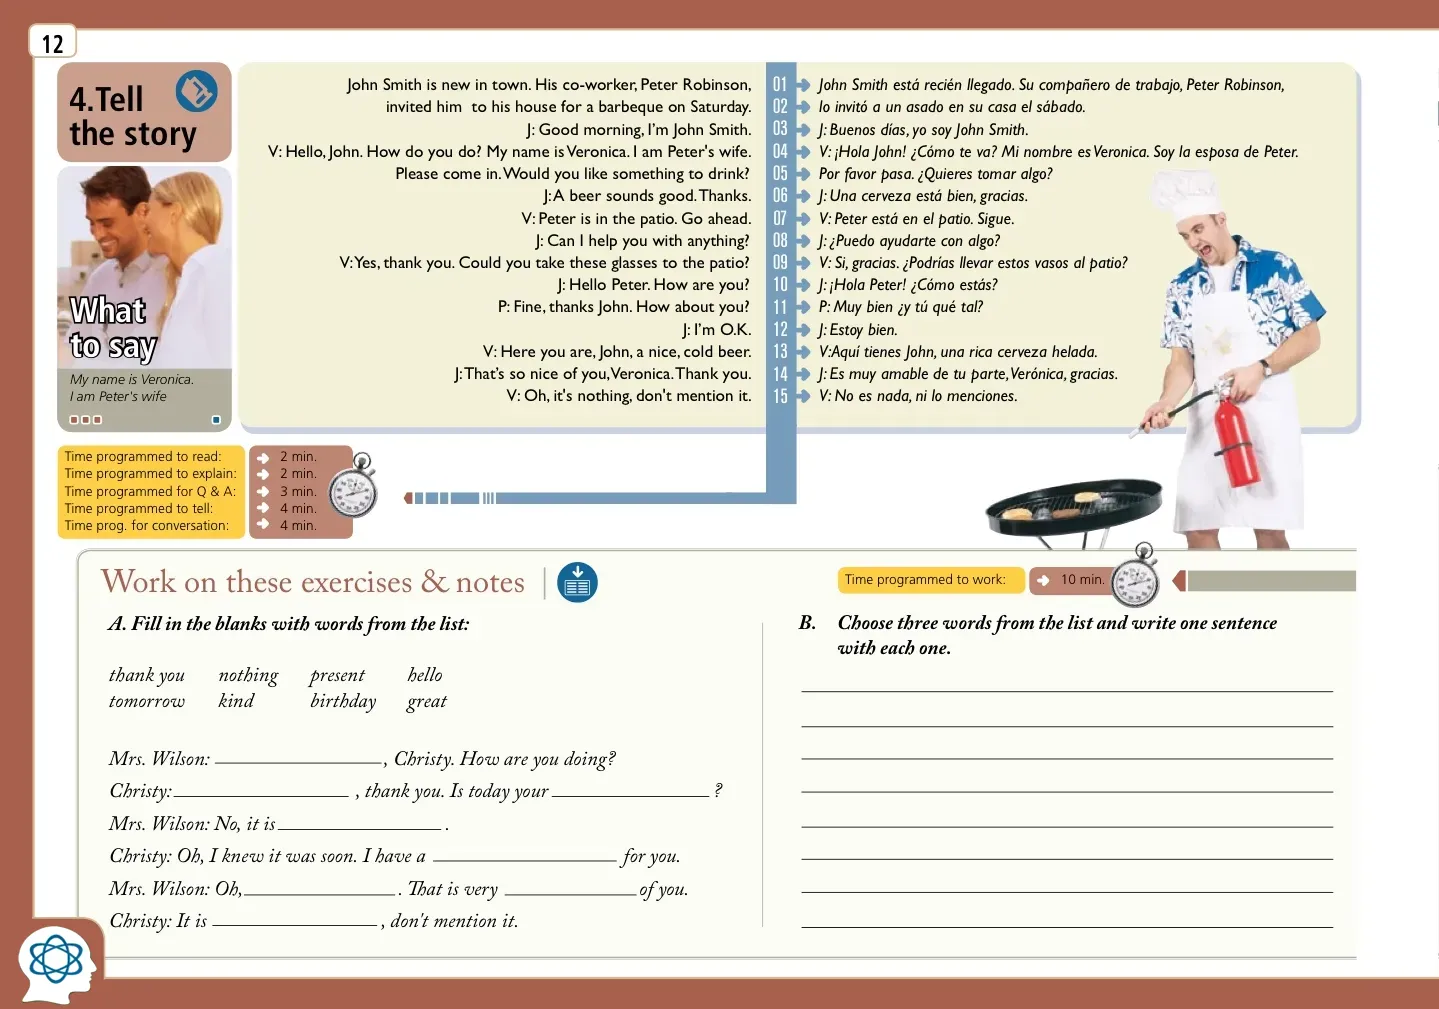 12
4.Tell
the story
What
to say
My name is Veronica.
I am Peter's wife
John Smith is new in town. His co-worker, Peter Robinson,
invited him to his house for a barbeque on Saturday.
J: Good morning, I'm John Smith.
V: Hello, John. How do you do? My name is Veronica. I am Peter's wife.
Please come in. Would you like something to drink?
J: A beer sounds good. Thanks.
V: Peter is in the patio. Go ahead.
J: Can I help you with anything?
V: Yes, thank you. Could you take these glasses to the patio?
J: Hello Peter. How are you?
P: Fine, thanks John. How about you?
J: I'm O.K.
V: Here you are, John, a nice, cold beer.
J: That's so nice of you, Veronica. Thank you.
V: Oh, it's nothing, don't mention it.
01
02
03
04
05
06
07
08
09
10
11
12
13
14
15
John Smith está recién llegado. Su compañero de trabajo, Peter Robinson,
lo invitó a un asado en su casa el sábado.
J: Buenos días, yo soy John Smith.
V: ¡Hola John! ¿Cómo te va? Mi nombre es Veronica. Soy la esposa de Peter.
Por favor pasa. ¿Quieres tomar algo?
J: Una cerveza está bien, gracias.
V: Peter está en el patio. Sigue.
J: ¿Puedo ayudarte con algo?
V: Si, gracias. ¿Podrías llevar estos vasos al patio?
J: ¡Hola Peter! ¿Cómo estás?
P: Muy bien ¿y tú qué tal?
J: Estoy bien.
V: Aquí tienes John, una rica cerveza helada.
J: Es muy amable de tu parte, Verónica, gracias.
V: No es nada, ni lo menciones.
Time programmed to read: 2 min.
Time programmed to explain: 2 min.
Time programmed for Q & A: 3 min.
Time programmed to tell: 4 min.
Time prog. for conversation: 4 min.
Work on these exercises & notes
Time programmed to work: 10 min.
A. Fill in the blanks with words from the list:
thank you nothing present hello
tomorrow kind birthday great
Mrs. Wilson: , Christy. How are you doing?
Christy: , thank you. Is today your ?
Mrs. Wilson: No, it is .
Christy: Oh, I knew it was soon. I have a for you.
Mrs. Wilson: Oh, . That is very of you.
Christy: It is , don't mention it.
B. Choose three words from the list and write one sentence
with each one.